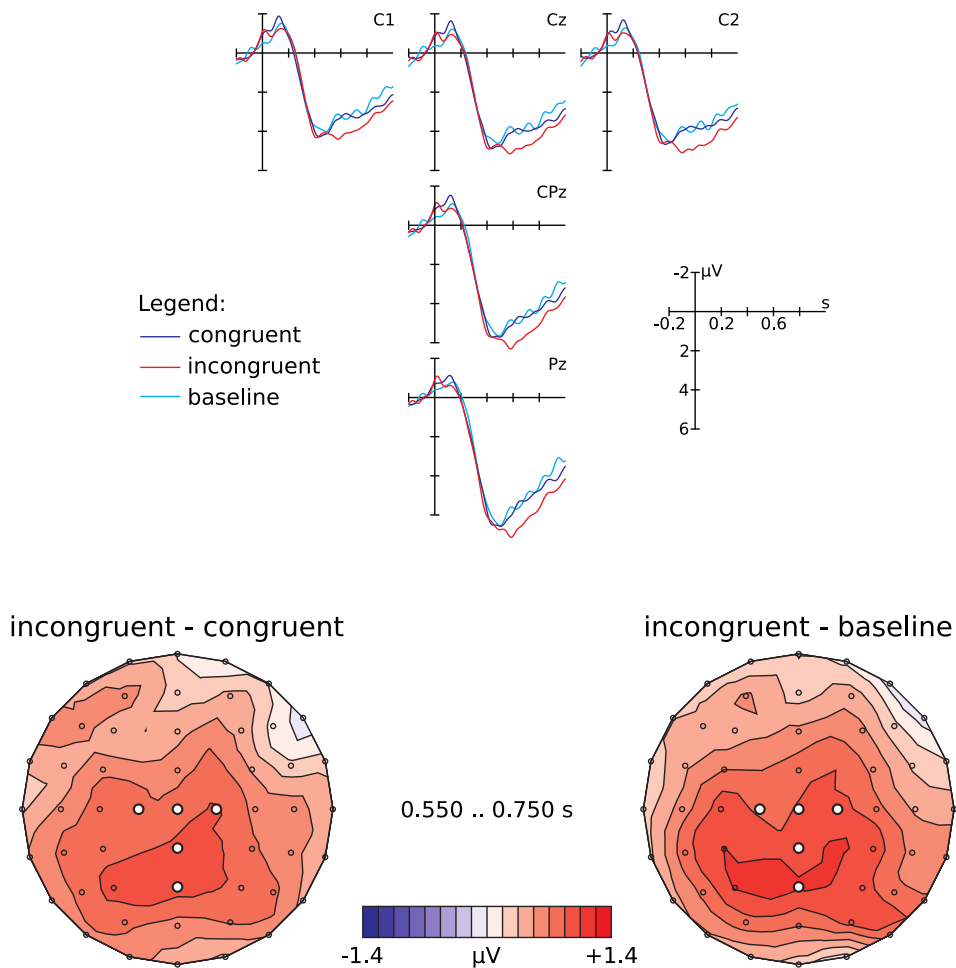 C1
Cz
C2
CPz
-2
µV
s
-0.2
0.2
0.6
2
4
6
Legend:
congruent
incongruent
baseline
Pz
incongruent - congruent
incongruent - baseline
0.550 .. 0.750 s
-1.4
µV
+1.4